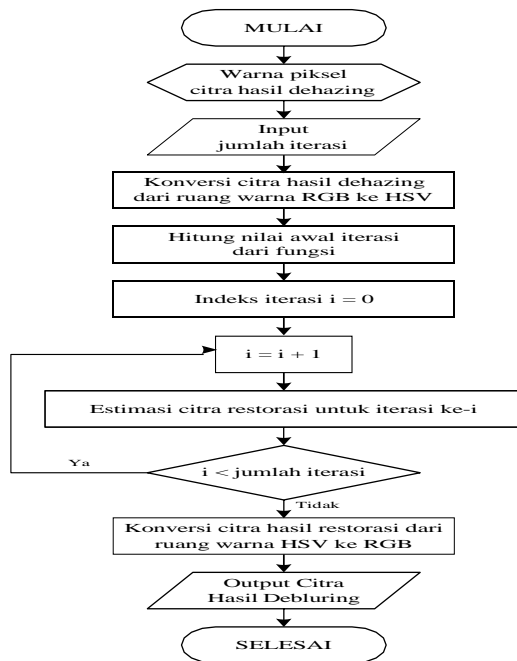 MULAI
Warna piksel
citra hasil dehazing
Input
jumlah iterasi
Konversi citra hasil dehazing
dari ruang warna RGB ke HSV
Hitung nilai awal iterasi
dari fungsi
Indeks iterasi i = 0
i = i + 1
Estimasi citra restorasi untuk iterasi ke-i
i < jumlah iterasi
Ya
Tidak
Konversi citra hasil restorasi dari
ruang warna HSV ke RGB
Output Citra
Hasil Debluring
SELESAI